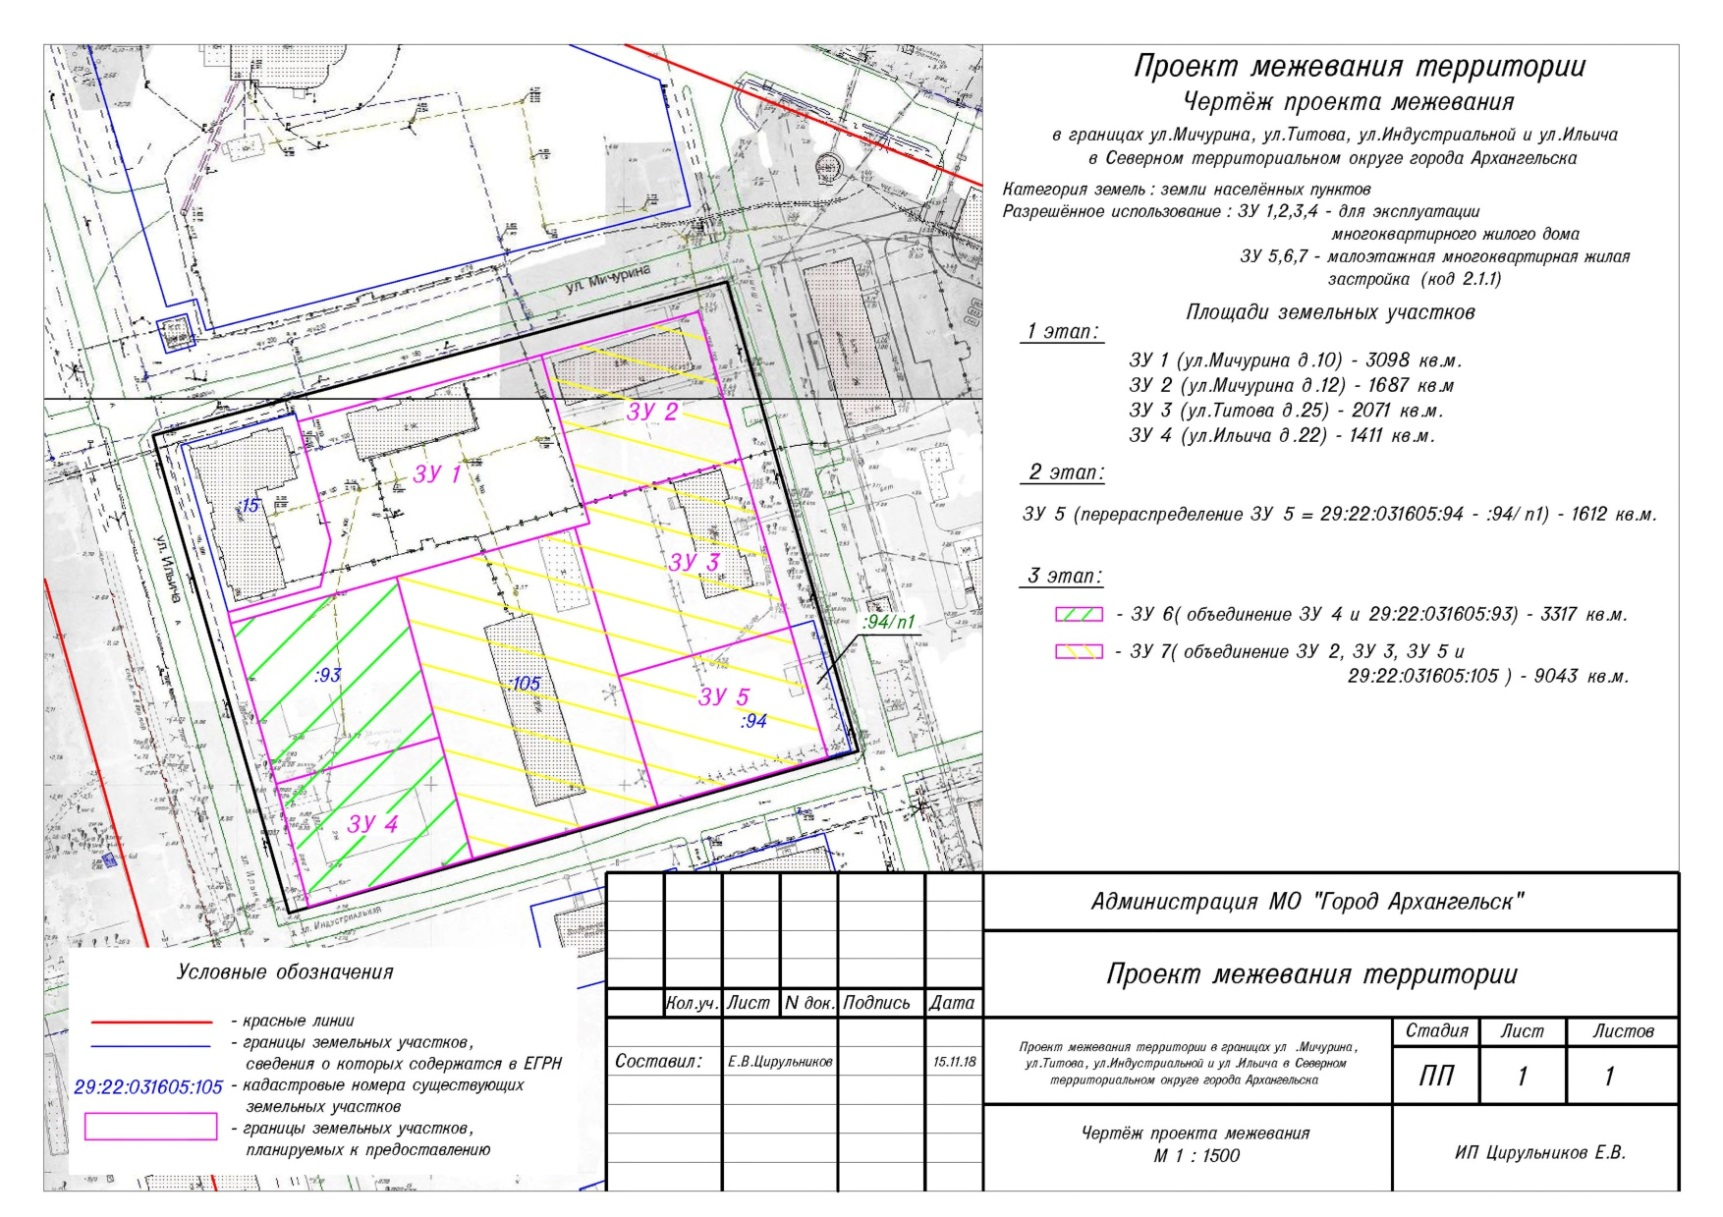 Проект межевания территории
Чертёж проекта межевания
в границах ул.Мичурина, ул.Титова, ул.Индустриальной и ул.Ильича
в Северном территориальном округе города Архангельска
Категория земель : земли населённых пунктов
Разрешённое использование : ЗУ 1,2,3,4 - для эксплуатации
многоквартирного жилого дома
ЗУ 5,6,7 - малоэтажная многоквартирная жилая
застройка (код 2.1.1)
Площади земельных участков
1 этап:
ЗУ 1 (ул.Мичурина д.10) - 3098 кв.м.
ЗУ 2 (ул.Мичурина д.12) - 1687 кв.м
ЗУ 3 (ул.Титова д.25) - 2071 кв.м.
ЗУ 4 (ул.Ильича д.22) - 1411 кв.м.
2 этап:
ЗУ 5 (перераспределение ЗУ 5 = 29:22:031605:94 - :94/п1) - 1612 кв.м.
3 этап:
- ЗУ 6( объединение ЗУ 4 и 29:22:031605:93) - 3317 кв.м.
- ЗУ 7( объединение ЗУ 2, ЗУ 3, ЗУ 5 и
29:22:031605:105 ) - 9043 кв.м.
ул. Мичурина
ЗУ 2
ЗУ 1
:15
ул. Ильича
ЗУ 3
:94/п1
:93
:105
ЗУ 5
:94
ЗУ 4
ул. Индустриальная
Условные обозначения
- красные линии
- границы земельных участков,
сведения о которых содержатся в ЕГРН
29:22:031605:105 - кадастровые номера существующих
земельных участков
- границы земельных участков,
планируемых к предоставлению
Кол.уч. Лист N док. Подпись Дата
Составил: Е.В.Цирульников 15.11.18
Администрация МО "Город Архангельск"
Проект межевания территории
Проект межевания территории в границах ул .Мичурина,
ул.Титова, ул.Индустриальной и ул .Ильича в Северном
территориальном округе города Архангельска
Стадия Лист Листов
ПП 1 1
Чертёж проекта межевания
М 1 : 1500
ИП Цирульников Е.В.